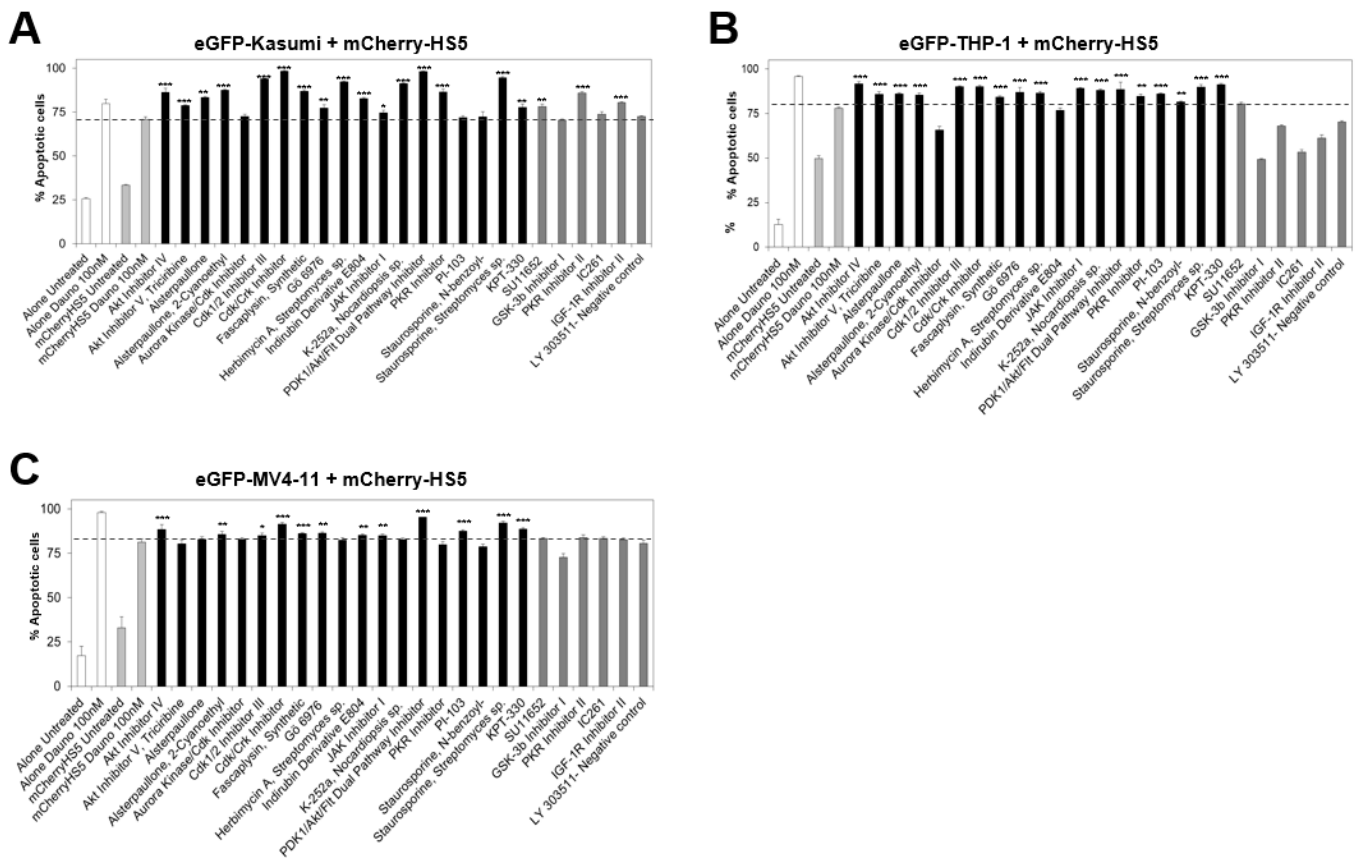 A
eGFP-Kasumi + mCherry-HS5
% Apoptotic cells
100
75
50
25
0
*** *** *** *** *** *** *** ** *** *** * *** *** *** *** ** ** *** ***
Alone Untreated
Alone Dauno 100nM
mCherryHS5 Untreated
mCherryHS5 Dauno 100nM
Akt Inhibitor IV
Akt Inhibitor V, Triciribine
Alsterpaullone
Alsterpaullone, 2-Cyanoethyl
Aurora Kinase/Cdk Inhibitor
Cdk1/2 Inhibitor III
Cdk/Crk Inhibitor
Fascaplysin, Synthetic
Gö 6976
Herbimycin A, Streptomyces sp.
Indirubin Derivative E804
JAK Inhibitor I
K-252a, Nocardiopsis sp.
PDK1/Akt/Flt Dual Pathway Inhibitor
PKR Inhibitor
PI-103
Staurosporine, N-benzoyl-
Staurosporine, Streptomyces sp.
KPT-330
SU11652
GSK-3b Inhibitor I
PKR Inhibitor II
IC261
IGF-1R Inhibitor II
LY 303511- Negative control
B
eGFP-THP-1 + mCherry-HS5
% % Apoptotic cells
100
75
50
25
0
*** *** *** *** *** *** *** *** *** *** *** *** ** *** ** *** ***
Alone Untreated
Alone Dauno 100nM
mCherryHS5 Untreated
mCherryHS5 Dauno 100nM
Akt Inhibitor IV
Akt Inhibitor V, Triciribine
Alsterpaullone
Alsterpaullone, 2-Cyanoethyl
Aurora Kinase/Cdk Inhibitor
Cdk1/2 Inhibitor III
Cdk/Crk Inhibitor
Fascaplysin, Synthetic
Gö 6976
Herbimycin A, Streptomyces sp.
Indirubin Derivative E804
JAK Inhibitor I
K-252a, Nocardiopsis sp.
PDK1/Akt/Flt Dual Pathway Inhibitor
PKR Inhibitor
PI-103
Staurosporine, N-benzoyl-
Staurosporine, Streptomyces sp.
KPT-330
SU11652
GSK-3b Inhibitor I
PKR Inhibitor II
IC261
IGF-1R Inhibitor II
LY 303511- Negative control
C
eGFP-MV4-11 + mCherry-HS5
% Apoptotic cells
100
75
50
25
0
*** ** * *** *** ** ** ** *** *** *** ***
Alone Untreated
Alone Dauno 100nM
mCherryHS5 Untreated
mCherryHS5 Dauno 100nM
Akt Inhibitor IV
Akt Inhibitor V, Triciribine
Alsterpaullone
Alsterpaullone, 2-Cyanoethyl
Aurora Kinase/Cdk Inhibitor
Cdk1/2 Inhibitor III
Cdk/Crk Inhibitor
Fascaplysin, Synthetic
Gö 6976
Herbimycin A, Streptomyces sp.
Indirubin Derivative E804
JAK Inhibitor I
K-252a, Nocardiopsis sp.
PDK1/Akt/Flt Dual Pathway Inhibitor
PKR Inhibitor
PI-103
Staurosporine, N-benzoyl-
Staurosporine, Streptomyces sp.
KPT-330
SU11652
GSK-3b Inhibitor I
PKR Inhibitor II
IC261
IGF-1R Inhibitor II
LY 303511- Negative control